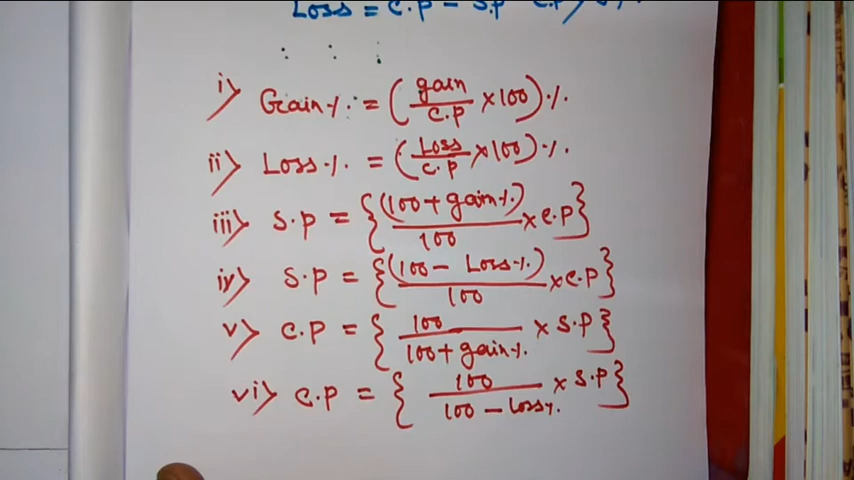 Loss = C.P - S.P C.P > S.P
i) Gain% = (gain/C.P × 100)%.
ii) Loss% = (Loss/C.P × 100)%.
iii) S.P = {(100 + gain%)/100 × C.P}
iv) S.P = {(100 - Loss%)/100 × C.P}
v) C.P = {100/100 + gain% × S.P}
vi) C.P = {100/100 - loss% × S.P}